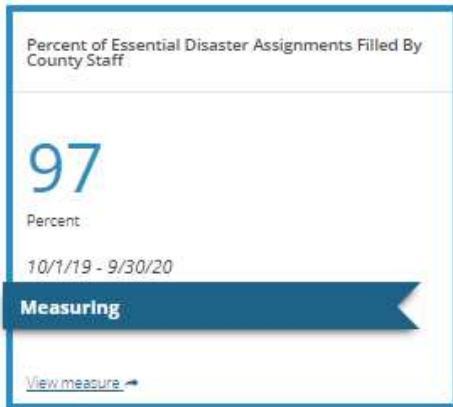 Percent of Essential Disaster Assignments Filled By
County Staff
97
Percent
10/1/19 - 9/30/20
Measuring
View measure